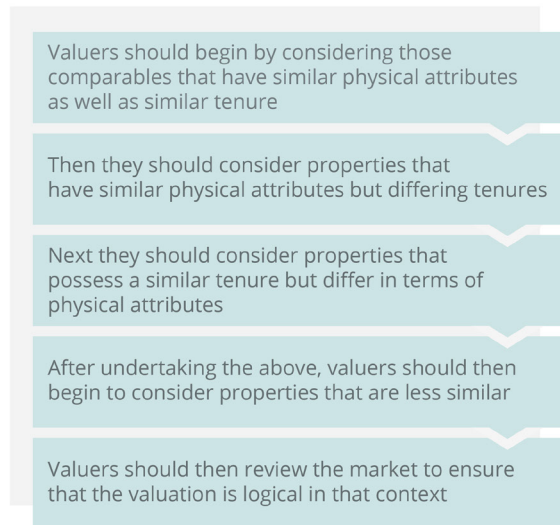 Valuers should begin by considering those
comparables that have similar physical attributes
as well as similar tenure
Then they should consider properties that
have similar physical attributes but differing tenures
Next they should consider properties that
possess a similar tenure but differ in terms of
physical attributes
After undertaking the above, valuers should then
begin to consider properties that are less similar
Valuers should then review the market to ensure
that the valuation is logical in that context